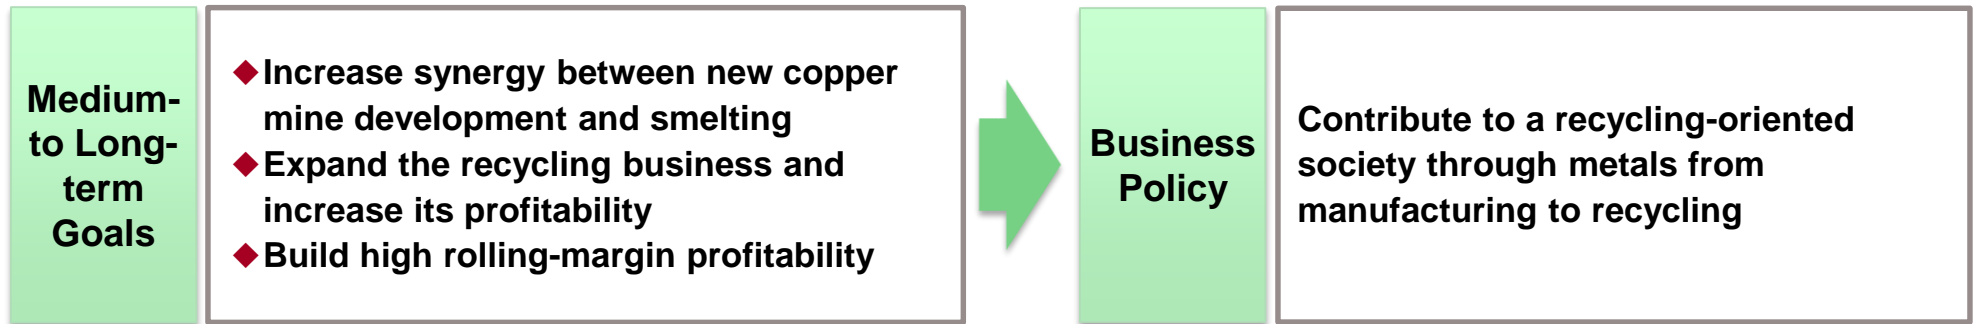 Medium-
to Long-
term
Goals
◆Increase synergy between new copper
mine development and smelting
◆Expand the recycling business and
increase its profitability
◆Build high rolling-margin profitability
Business
Policy
Contribute to a recycling-oriented
society through metals from
manufacturing to recycling